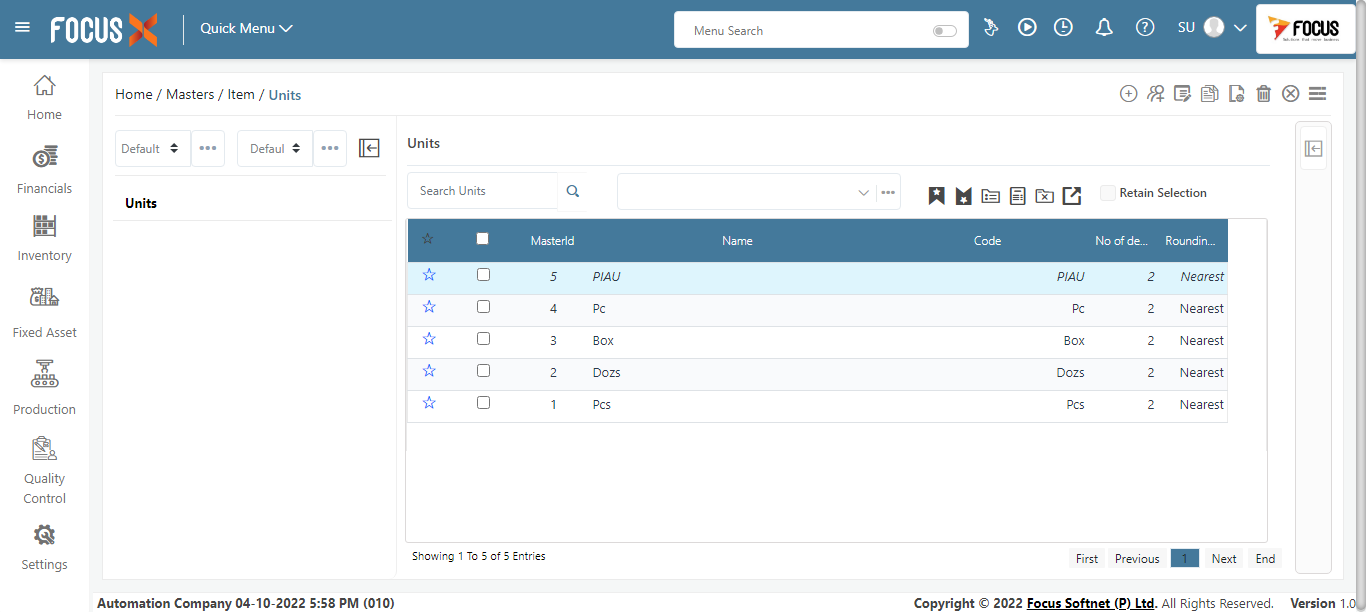 FOCUS X
Quick Menu
Menu Search
SU
FOCUS
Home
Financials
Inventory
Fixed Asset
Production
Quality
Control
Settings
Home / Masters / Item / Units
Default
Defaul
Units
Units
Search Units
Retain Selection
MasterId Name Code No of de... Roundin...
5 PIAU PIAU 2 Nearest
4 Pc Pc 2 Nearest
3 Box Box 2 Nearest
2 Dozs Dozs 2 Nearest
1 Pcs Pcs 2 Nearest
Showing 1 To 5 of 5 Entries
First Previous 1 Next End
Automation Company 04-10-2022 5:58 PM (010)
Copyright © 2022 Focus Softnet (P) Ltd. All Rights Reserved. Version 1.0